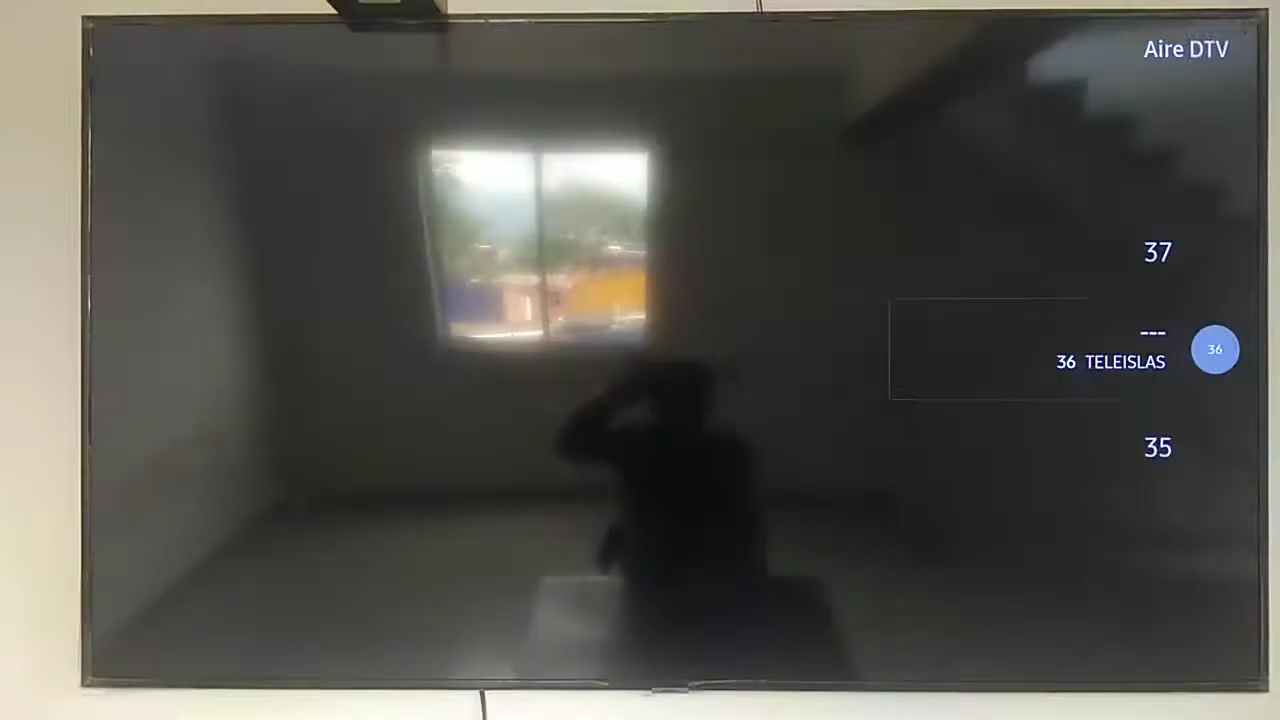 Aire DTV
37
---
36 TELEISLAS
36
35